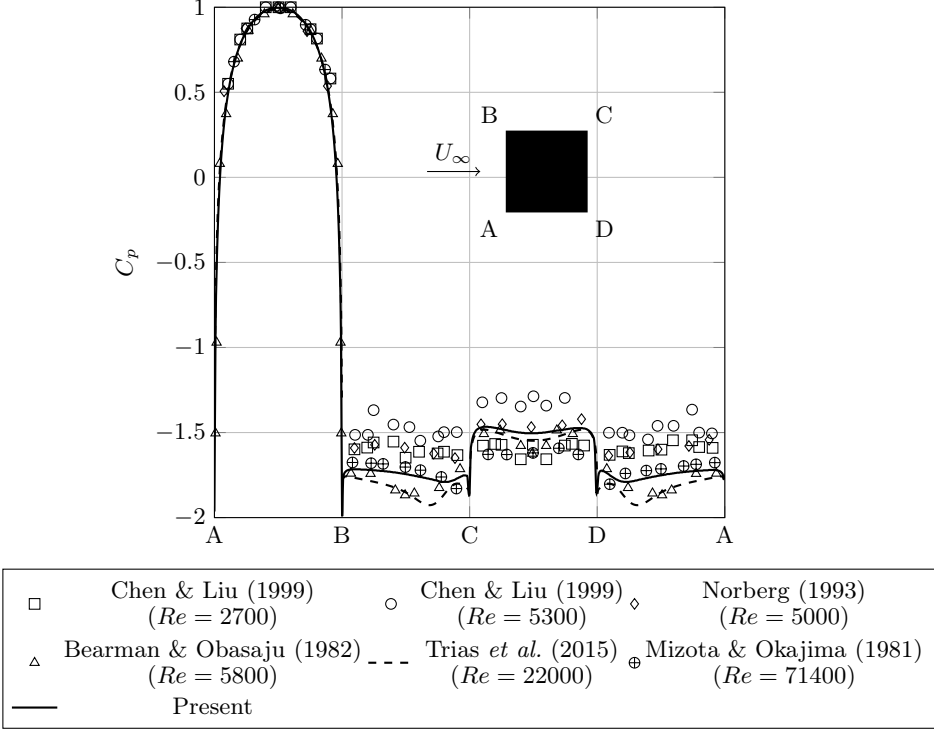 1
0.5
0
−0.5
−1
−1.5
−2
C_p
A B C D A
B C
U_∞
A D
Chen & Liu (1999) Chen & Liu (1999) Norberg (1993)
(Re = 2700) (Re = 5300) (Re = 5000)
Bearman & Obasaju (1982) Trias et al. (2015) Mizota & Okajima (1981)
(Re = 5800) (Re = 22000) (Re = 71400)
Present